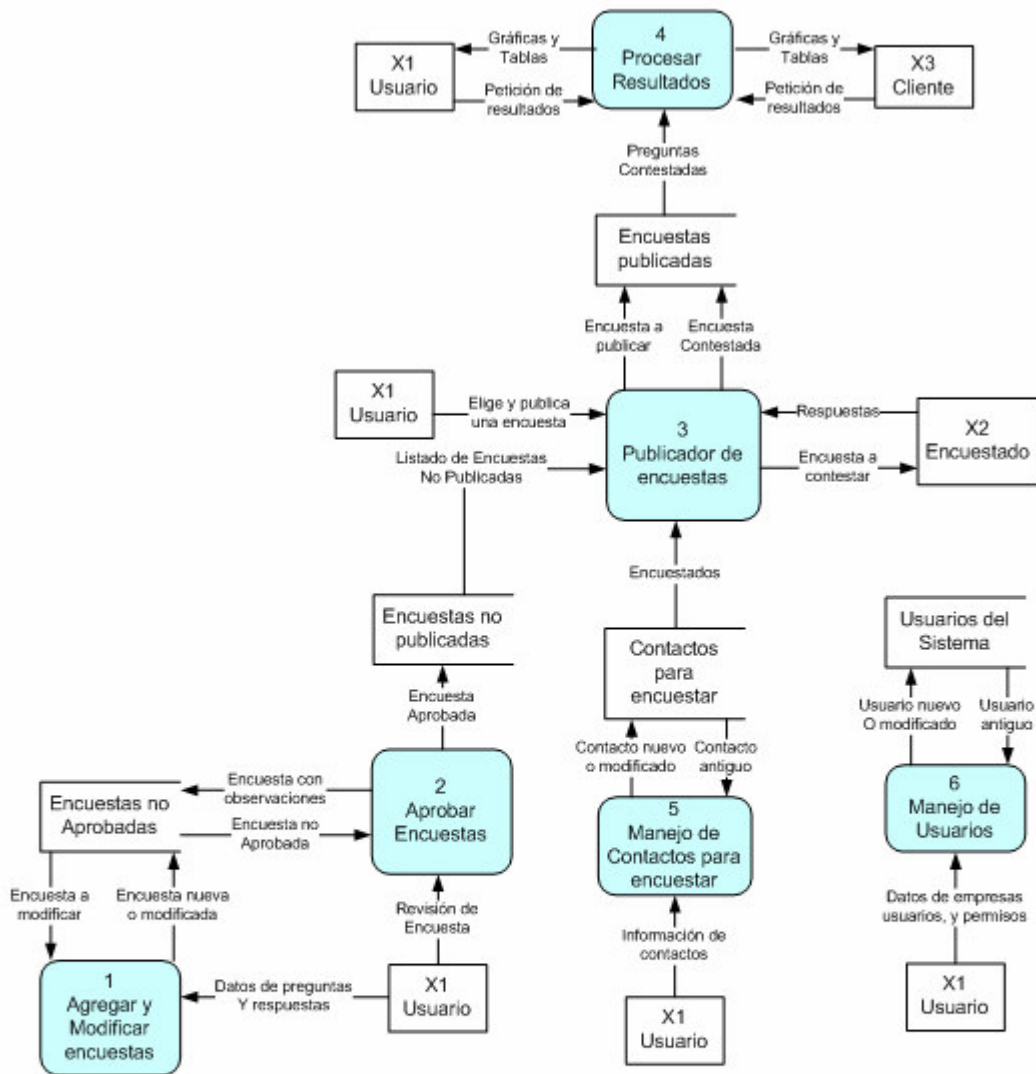 4
Procesar
Resultados
X1
Usuario
Gráficas y
Tablas
Petición de
resultados
Gráficas y
Tablas
Petición de
resultados
X3
Cliente
Preguntas
Contestadas
Encuestas
publicadas
Encuesta a
publicar
Encuesta
Contestada
X1
Usuario
Elige y publica
una encuesta
Listado de Encuestas
No Publicadas
3
Publicador de
encuestas
Respuestas
Encuesta a
contestar
X2
Encuestado
Encuestados
Encuestas no
publicadas
Contactos
para
encuestar
Usuarios del
Sistema
Encuesta
Aprobada
Contacto nuevo
o modificado
Contacto
antiguo
Usuario nuevo
O modificado
Usuario
antiguo
Encuestas no
Aprobadas
Encuesta con
observaciones
Encuesta no
Aprobada
2
Aprobar
Encuestas
5
Manejo de
Contactos para
encuestar
6
Manejo de
Usuarios
Encuesta a
modificar
Encuesta nueva
o modificada
Revisión de
Encuesta
Información de
contactos
Datos de empresas
usuarios, y permisos
1
Agregar y
Modificar
encuestas
Datos de preguntas
Y respuestas
X1
Usuario
X1
Usuario
X1
Usuario